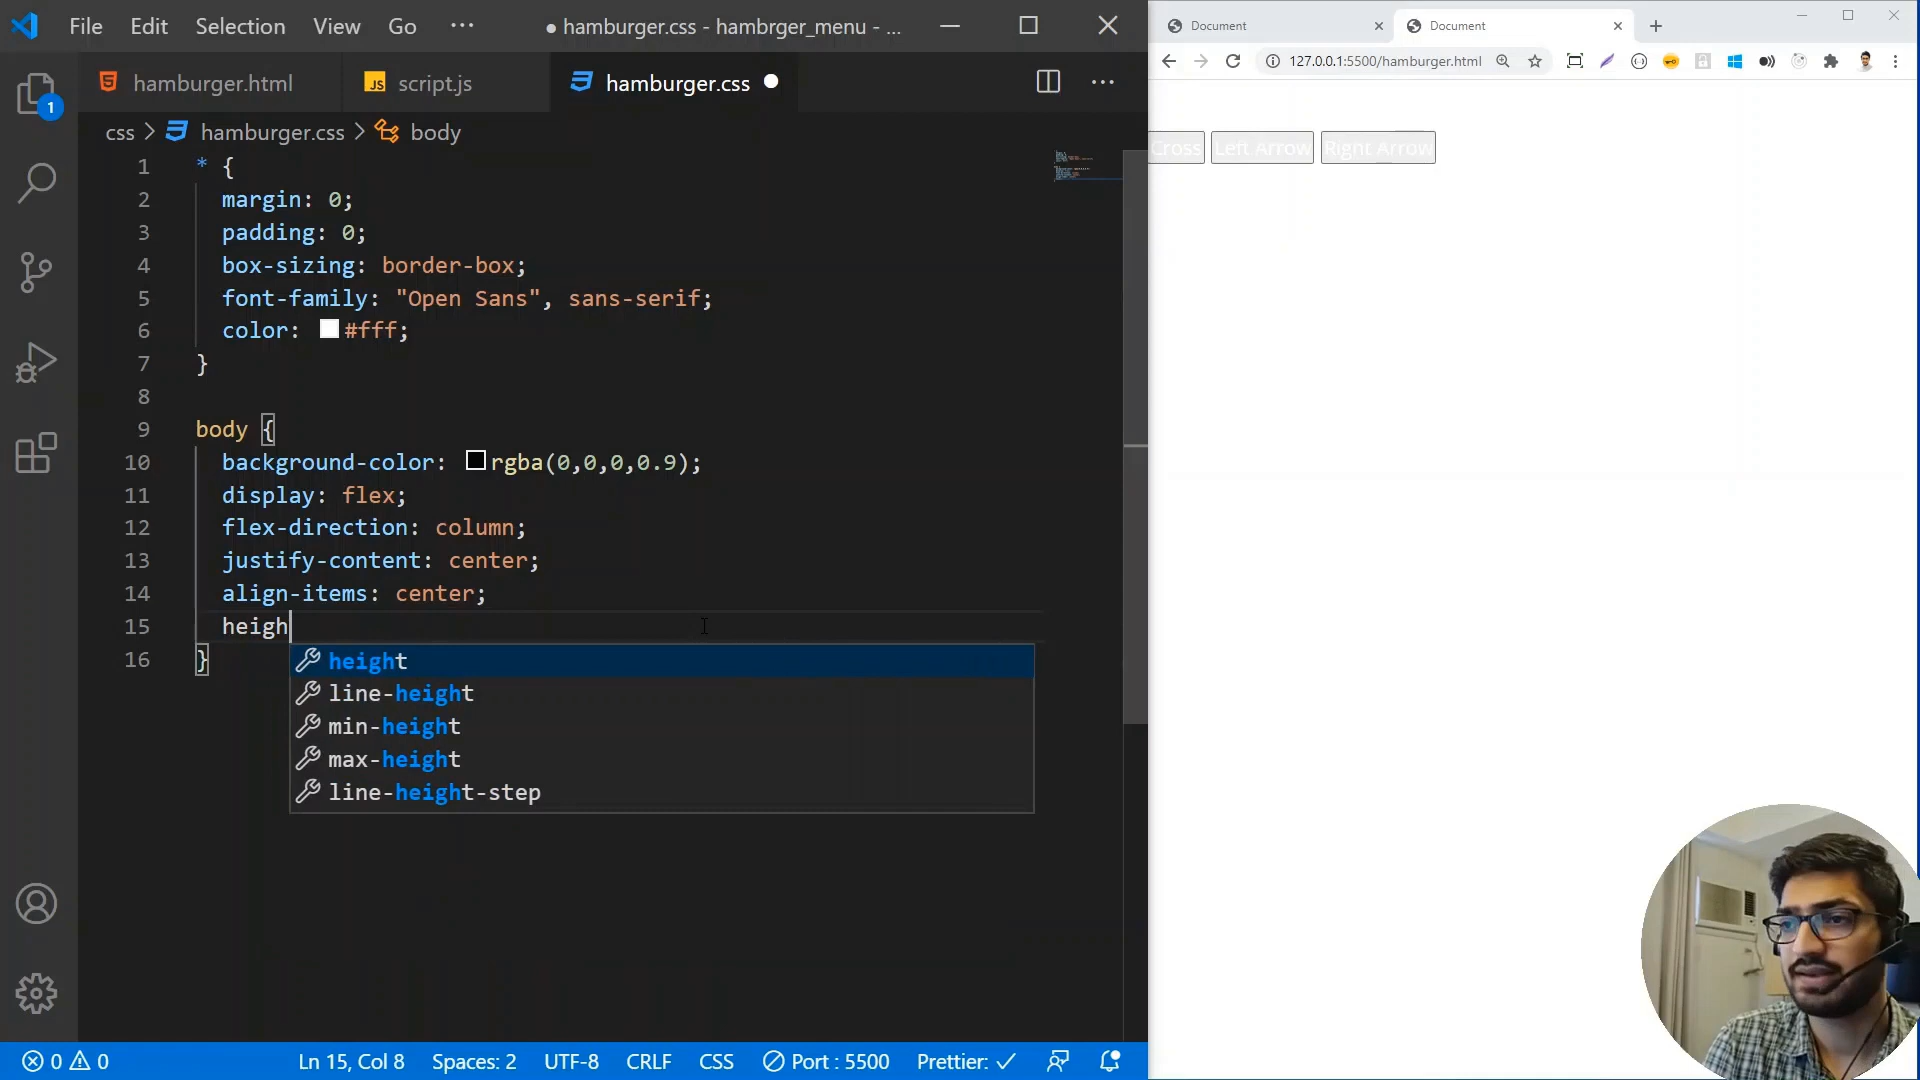 File Edit Selection View Go ··· ● hamburger.css - hambrger_menu - ...
hamburger.html
JS script.js
hamburger.css ●
1
css > hamburger.css > body
1 * {
2 margin: 0;
3 padding: 0;
4 box-sizing: border-box;
5 font-family: "Open Sans", sans-serif;
6 color: #fff;
7 }
8
9 body {
10 background-color: rgba(0,0,0,0.9);
11 display: flex;
12 flex-direction: column;
13 justify-content: center;
14 align-items: center;
15 heigh
16 }
height
line-height
min-height
max-height
line-height-step
0 0 Ln 15, Col 8 Spaces: 2 UTF-8 CRLF CSS Port : 5500 Prettier: ✓
Document Document
127.0.0.1:5500/hamburger.html
Cross Left Arrow Right Arrow